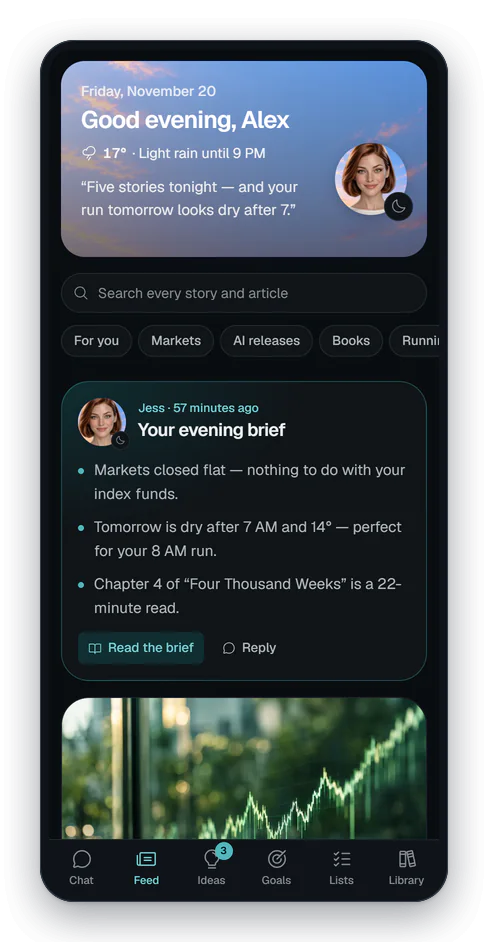 Friday, November 20
Good evening, Alex
17° · Light rain until 9 PM
“Five stories tonight — and your
run tomorrow looks dry after 7.”
Search every story and article
For you
Markets
AI releases
Books
Runni
Jess · 57 minutes ago
Your evening brief
Markets closed flat — nothing to do with your
index funds.
Tomorrow is dry after 7 AM and 14° — perfect
for your 8 AM run.
Chapter 4 of “Four Thousand Weeks” is a 22-
minute read.
Read the brief
Reply
3
Chat
Feed
Ideas
Goals
Lists
Library